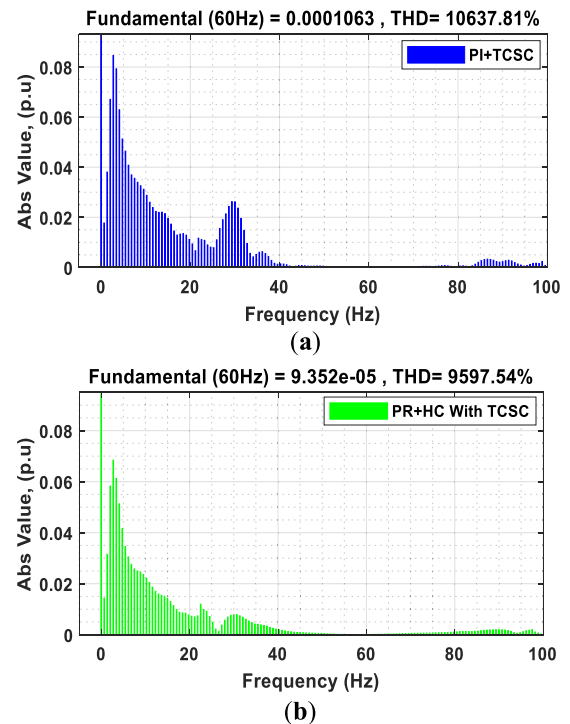 Fundamental (60Hz) = 0.0001063 , THD= 10637.81%
PI+TCSC
Abs Value, (p.u)
0.08
0.06
0.04
0.02
0
0 20 40 60 80 100
Frequency (Hz)
(a)
Fundamental (60Hz) = 9.352e-05 , THD= 9597.54%
PR+HC With TCSC
Abs Value, (p.u)
0.08
0.06
0.04
0.02
0
0 20 40 60 80 100
Frequency (Hz)
(b)